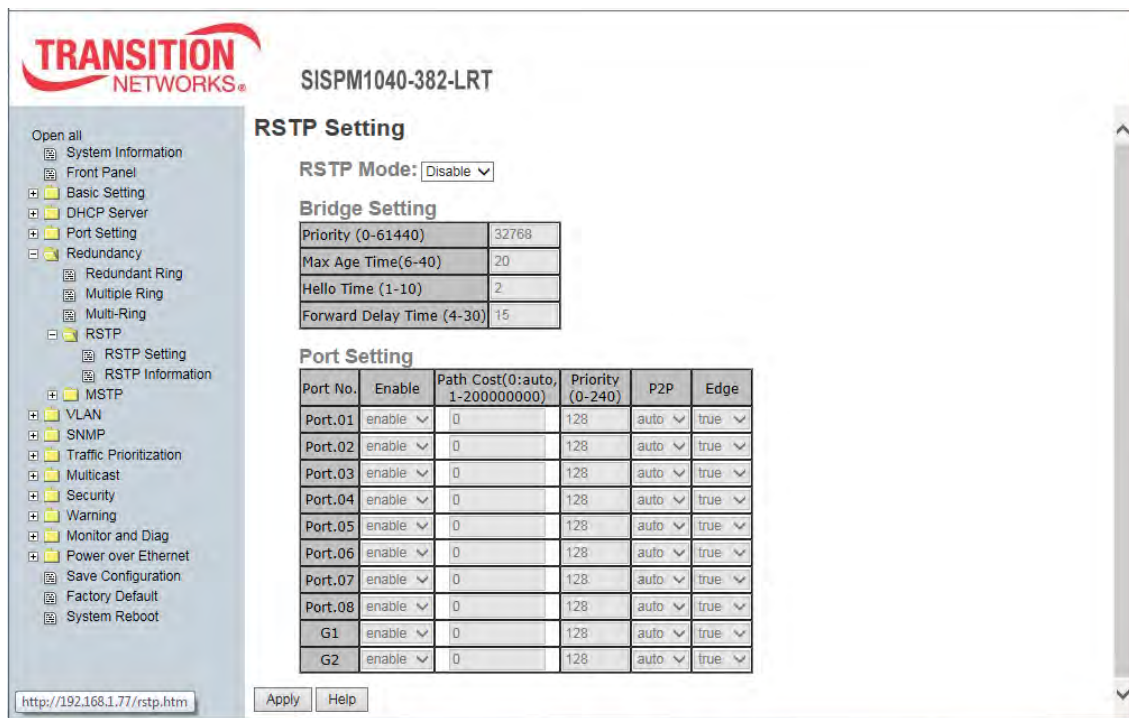 TRANSITION
NETWORKS®
SISPM1040-382-LRT
Open all
System Information
Front Panel
Basic Setting
DHCP Server
Port Setting
Redundancy
Redundant Ring
Multiple Ring
Multi-Ring
RSTP
RSTP Setting
RSTP Information
MSTP
VLAN
SNMP
Traffic Prioritization
Multicast
Security
Warning
Monitor and Diag
Power over Ethernet
Save Configuration
Factory Default
System Reboot
http://192.168.1.77/rstp.htm
RSTP Setting
RSTP Mode: Disable
Bridge Setting
Priority (0-61440) 32768
Max Age Time(6-40) 20
Hello Time (1-10) 2
Forward Delay Time (4-30) 15
Port Setting
Port No. Enable Path Cost(0:auto, 1-200000000) Priority (0-240) P2P Edge
Port.01 enable 0 128 auto true
Port.02 enable 0 128 auto true
Port.03 enable 0 128 auto true
Port.04 enable 0 128 auto true
Port.05 enable 0 128 auto true
Port.06 enable 0 128 auto true
Port.07 enable 0 128 auto true
Port.08 enable 0 128 auto true
G1 enable 0 128 auto true
G2 enable 0 128 auto true
Apply Help